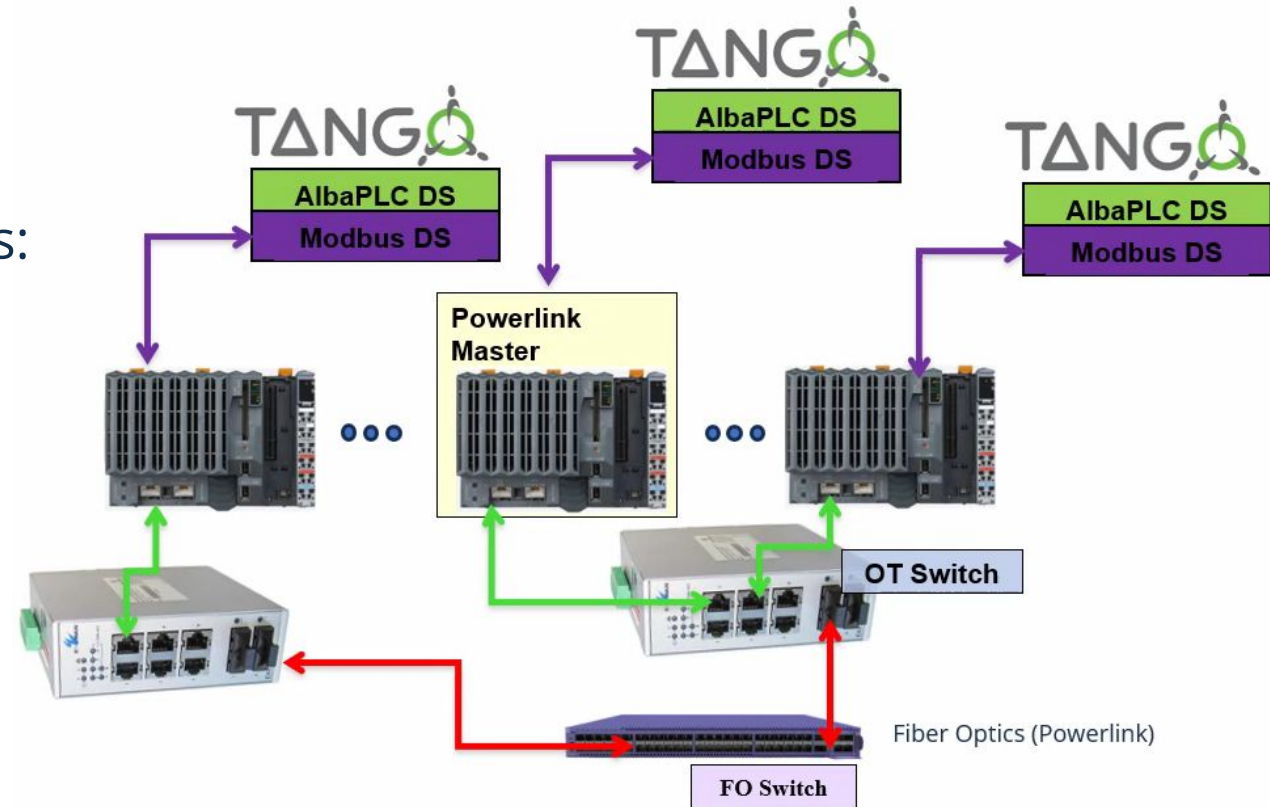 TANGO
AlbaPLC DS
Modbus DS
TANGO
AlbaPLC DS
Modbus DS
TANGO
AlbaPLC DS
Modbus DS
s:
Powerlink
Master
OT Switch
Fiber Optics (Powerlink)
FO Switch